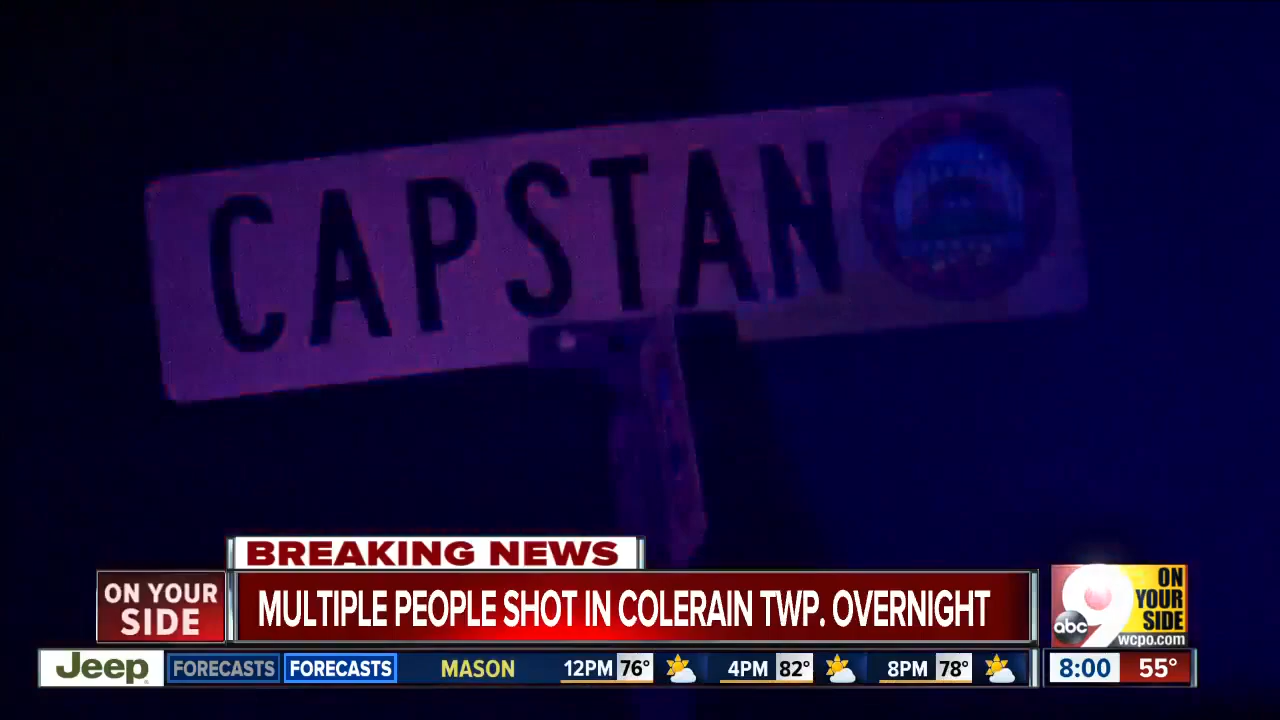 CAPSTAN
BREAKING NEWS
ON YOUR
SIDE
MULTIPLE PEOPLE SHOT IN COLERAIN TWP. OVERNIGHT
abc 9
ON
YOUR
SIDE
wcpo.com
Jeep FORECASTS FORECASTS MASON 12PM 76° 4PM 82° 8PM 78° 8:00 55°